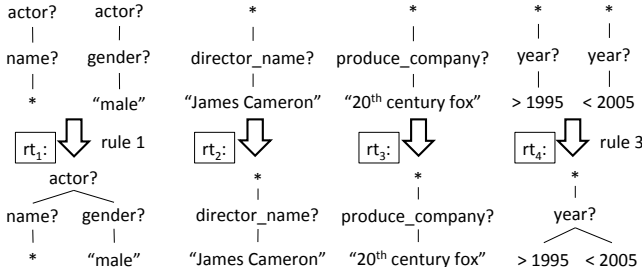 actor? actor? * * * *
name? gender? director_name? produce_company? year? year?
* “male” “James Cameron” “20th century fox” > 1995 < 2005
rt1: rule 1 rt2: rt3: rt4: rule 3
actor? * * *
name? gender? director_name? produce_company? year?
* “male” “James Cameron” “20th century fox” > 1995 < 2005